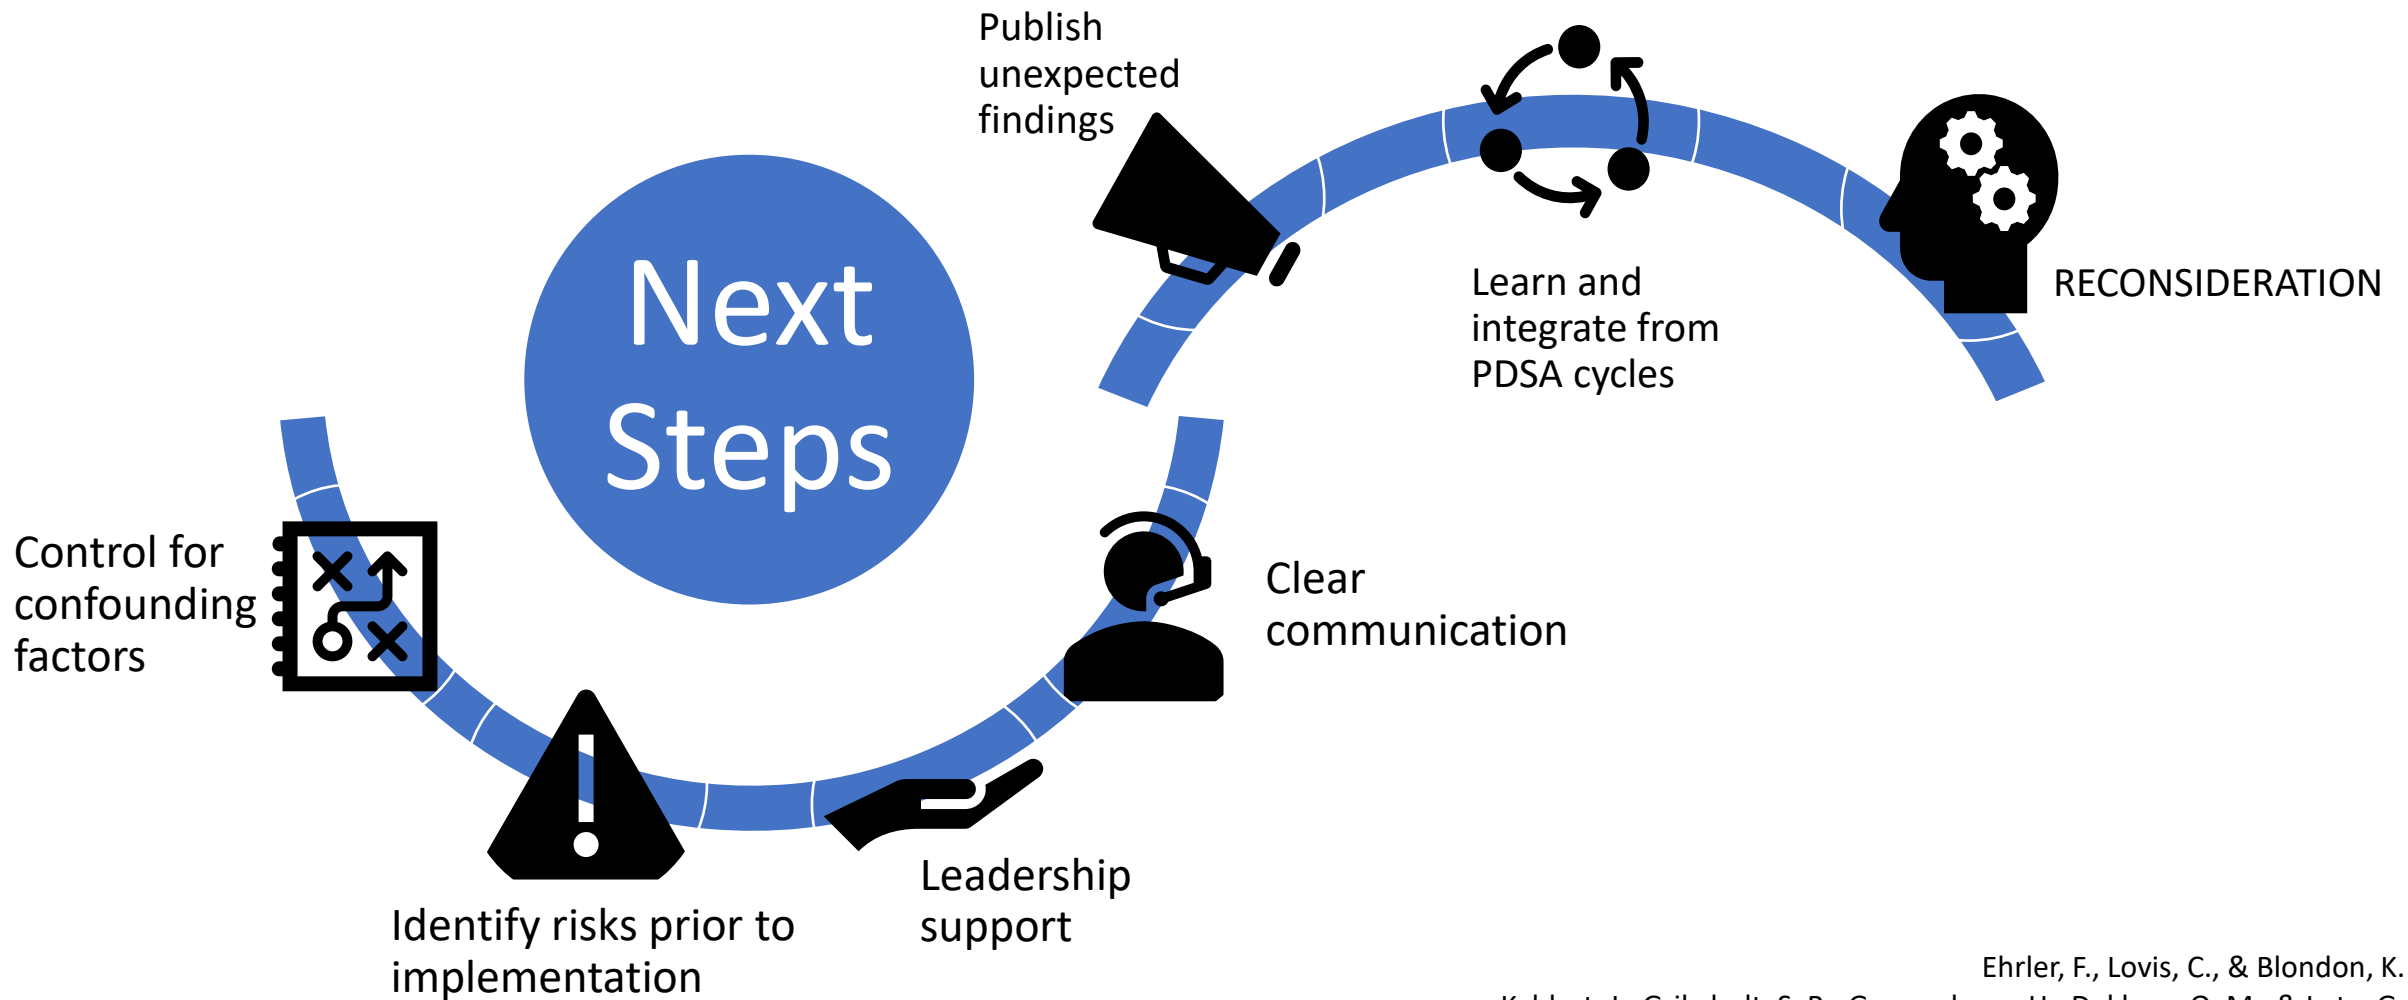 Next
Steps
Control for
confounding
factors
Identify risks prior to
implementation
Leadership
support
Clear
communication
Publish
unexpected
findings
Learn and
integrate from
PDSA cycles
RECONSIDERATION
Ehrler, F., Lovis, C., & Blondon, K.